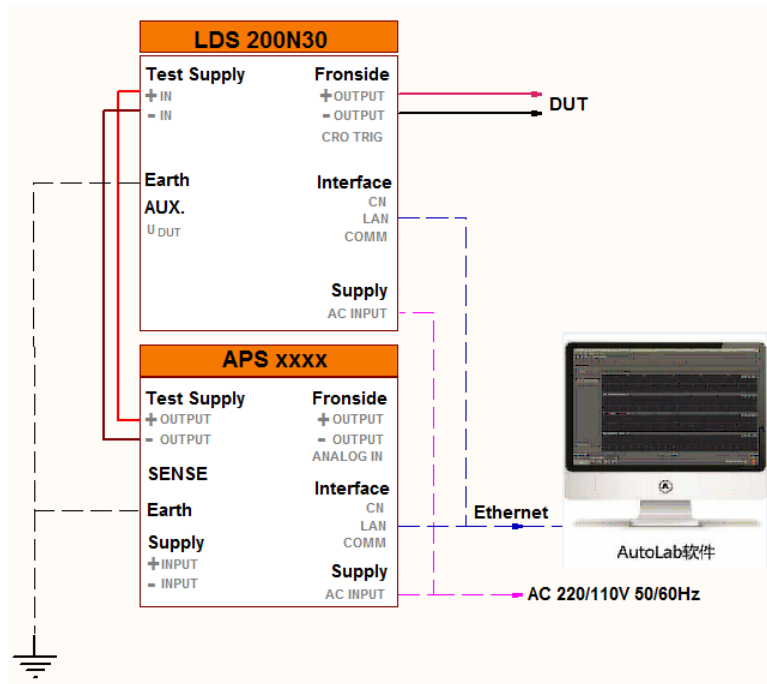 LDS 200N30
Test Supply
+ IN
- IN
Earth
AUX.
U DUT
Fronside
+ OUTPUT
- OUTPUT
CRO TRIG
Interface
CN
LAN
COMM
Supply
AC INPUT
DUT
APS xxxx
Test Supply
+ OUTPUT
- OUTPUT
SENSE
Earth
Supply
+ INPUT
- INPUT
Fronside
+ OUTPUT
- OUTPUT
ANALOG IN
Interface
CN
LAN
COMM
Supply
AC INPUT
Ethernet
AutoLab软件
AC 220/110V 50/60Hz